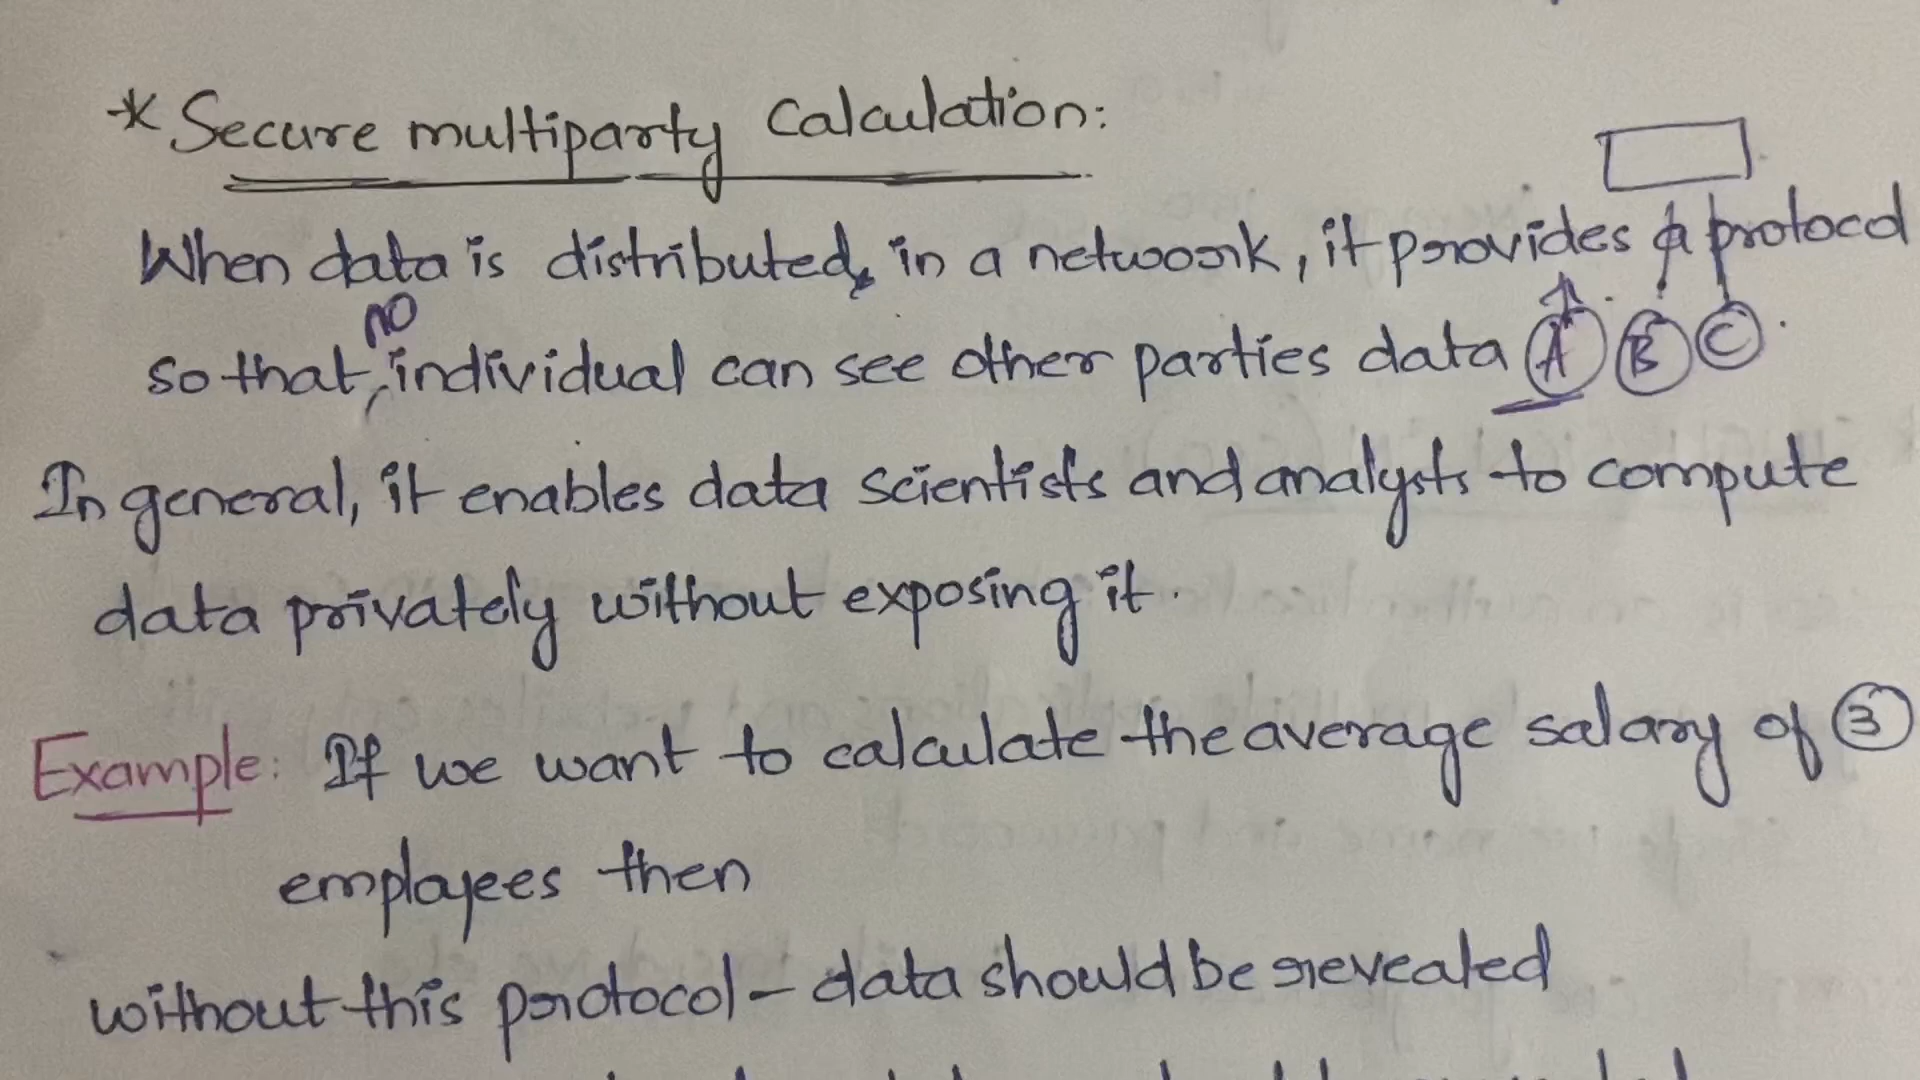 * Secure multiparty Calculation:
When data is distributed, in a network, it provides a protocol
so that no individual can see other parties data A B C
In general, it enables data scientists and analysts to compute
data privately without exposing it.
Example: If we want to calculate the average salary of 3
employees then
without this protocol - data should be revealed